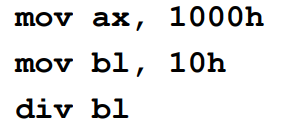 mov ax, 1000h
mov bl, 10h
div bl